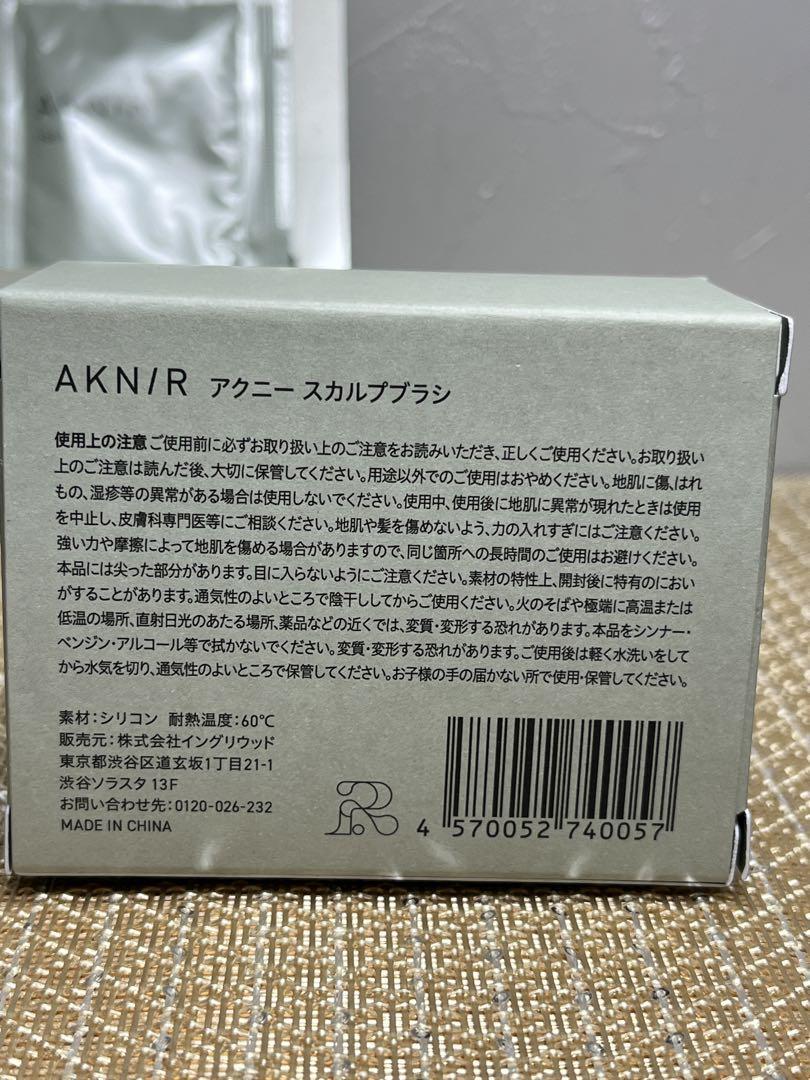 AKN/R アクニー スカルプブラシ
使用上の注意 ご使用前に必ずお取り扱い上のご注意をお読みいただき、正しくご使用ください。お取り扱い
上のご注意は読んだ後、大切に保管してください。用途以外でのご使用はおやめください。地肌に傷、はれ
もの、湿疹等の異常がある場合は使用しないでください。使用中、使用後に地肌に異常が現れたときは使用
を中止し、皮膚科専門医等にご相談ください。地肌や髪を傷めないよう、力の入れすぎにはご注意ください。
強い力や摩擦によって地肌を傷める場合がありますので、同じ箇所への長時間のご使用はお避けください。
本品には尖った部分があります。目に入らないようにご注意ください。素材の特性上、開封後に特有のにおい
がすることがあります。通気性のよいところで陰干ししてからご使用ください。火のそばや極端に高温または
低温の場所、直射日光のあたる場所、薬品などの近くでは、変質・変形する恐れがあります。本品をシンナー・
ベンジン・アルコール等で拭かないでください。変質・変形する恐れがあります。ご使用後は軽く水洗いをして
から水気を切り、通気性のよいところで保管してください。お子様の手の届かない所で使用・保管してください。
素材：シリコン 耐熱温度：60℃
販売元：株式会社イングリウッド
東京都渋谷区道玄坂1丁目21-1
渋谷ソラスタ 13F
お問い合わせ先：0120-026-232
MADE IN CHINA
R
4 570052 740057